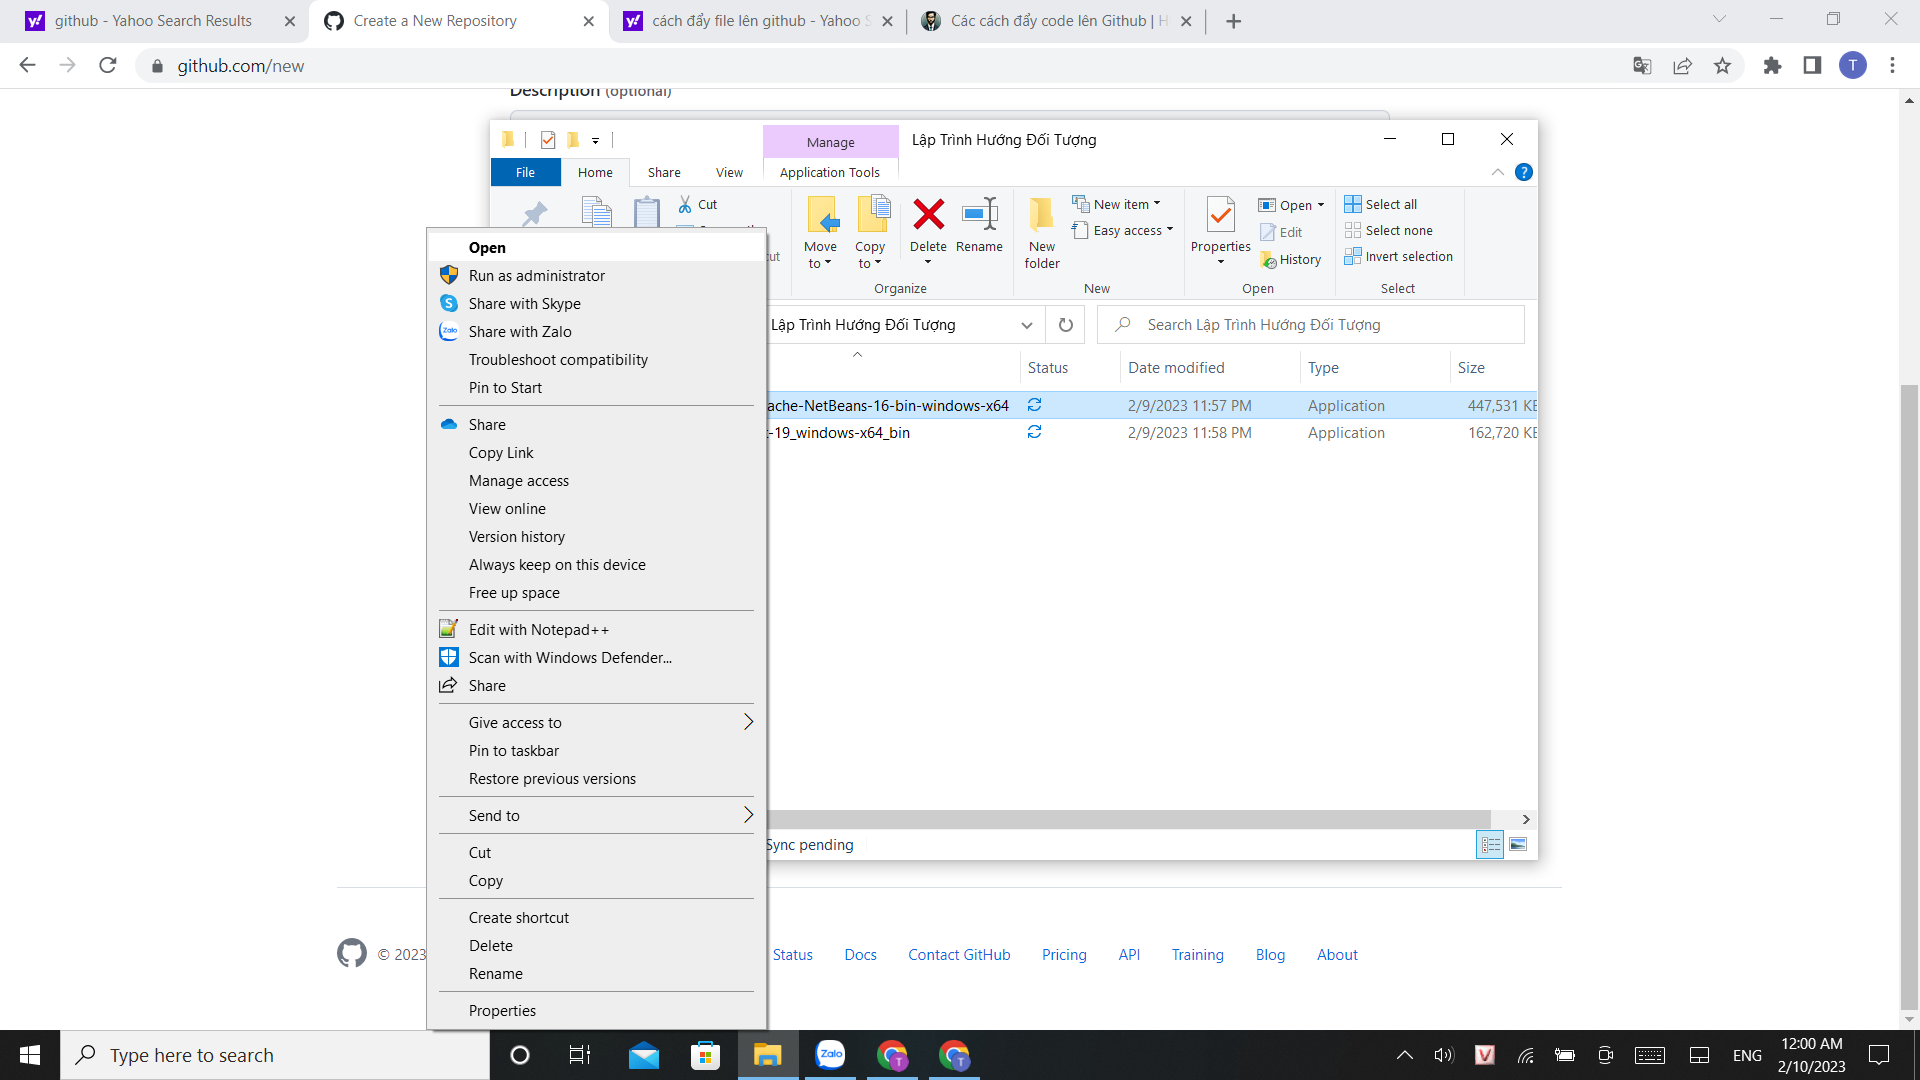 github - Yahoo Search Results
Create a New Repository
cách đẩy file lên github - Yahoo S
Các cách đẩy code lên Github | H
github.com/new
T
Description (optional)
Manage
Lập Trình Hướng Đối Tượng
File
Home
Share
View
Application Tools
Cut
Move to
Copy to
Delete
Rename
New folder
New item
Easy access
Properties
Open
Edit
History
Select all
Select none
Invert selection
Organize
New
Open
Select
Lập Trình Hướng Đối Tượng
Search Lập Trình Hướng Đối Tượng
Status
Date modified
Type
Size
ache-NetBeans-16-bin-windows-x64
2/9/2023 11:57 PM
Application
447,531 KB
-19_windows-x64_bin
2/9/2023 11:58 PM
Application
162,720 KB
Open
Run as administrator
Share with Skype
Share with Zalo
Troubleshoot compatibility
Pin to Start
Share
Copy Link
Manage access
View online
Version history
Always keep on this device
Free up space
Edit with Notepad++
Scan with Windows Defender...
Share
Give access to
Pin to taskbar
Restore previous versions
Send to
Cut
Copy
Create shortcut
Delete
Rename
Properties
Sync pending
© 2023
Status
Docs
Contact GitHub
Pricing
API
Training
Blog
About
Type here to search
Zalo
ENG
12:00 AM
2/10/2023